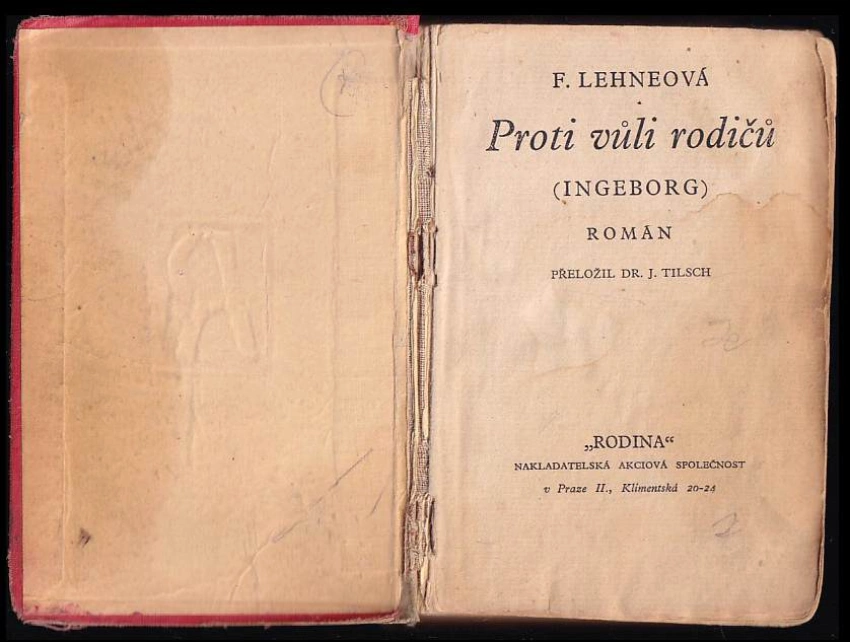 F. LEHNEOVÁ
Proti vůli rodičů
(INGEBORG)
ROMÁN
PŘELOŽIL DR. J. TILSCH
„RODINA“
NAKLADATELSKÁ AKCIOVÁ SPOLEČNOST
v Praze II., Klimentská 20-24